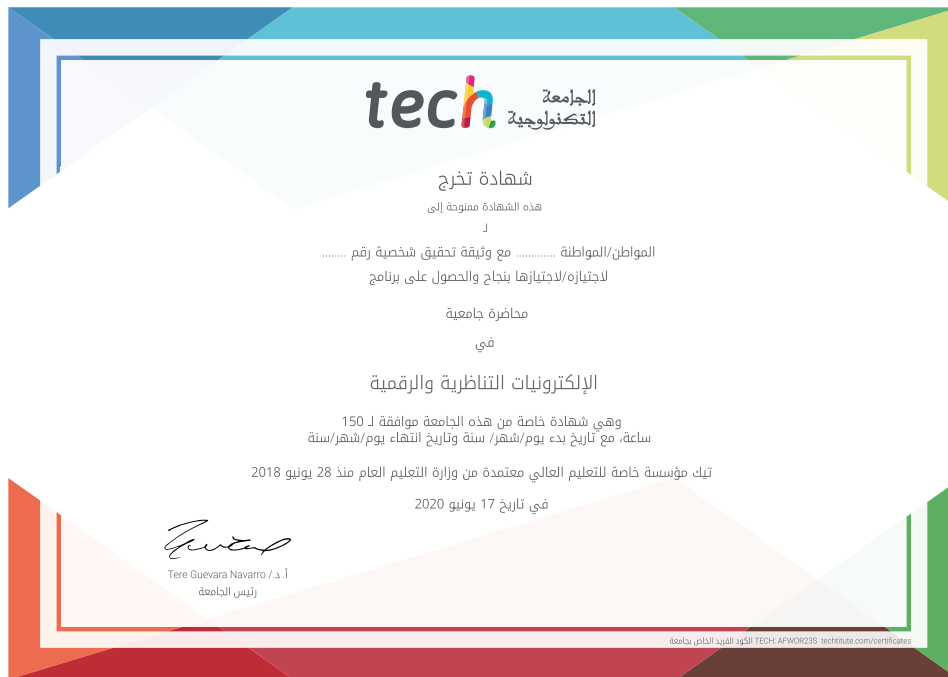 tech الجامعة
التكنولوجية
شهادة تخرج
هذه الشهادة ممنوحة إلى
لـ
المواطن/المواطنة ............. مع وثيقة تحقيق شخصية رقم ........
لاجتيازه/لاجتيازها بنجاح والحصول على برنامج
محاضرة جامعية
في
الإلكترونيات التناظرية والرقمية
وهي شهادة خاصة من هذه الجامعة موافقة لـ 150
ساعة، مع تاريخ بدء يوم/شهر/ سنة وتاريخ انتهاء يوم/شهر/سنة
تيك مؤسسة خاصة للتعليم العالي معتمدة من وزارة التعليم العام منذ 28 يونيو 2018
في تاريخ 17 يونيو 2020
أ. د./ Tere Guevara Navarro
رئيس الجامعة
الكود الفريد الخاص بجامعة TECH: AFWOR23S techtitute.com/certificates